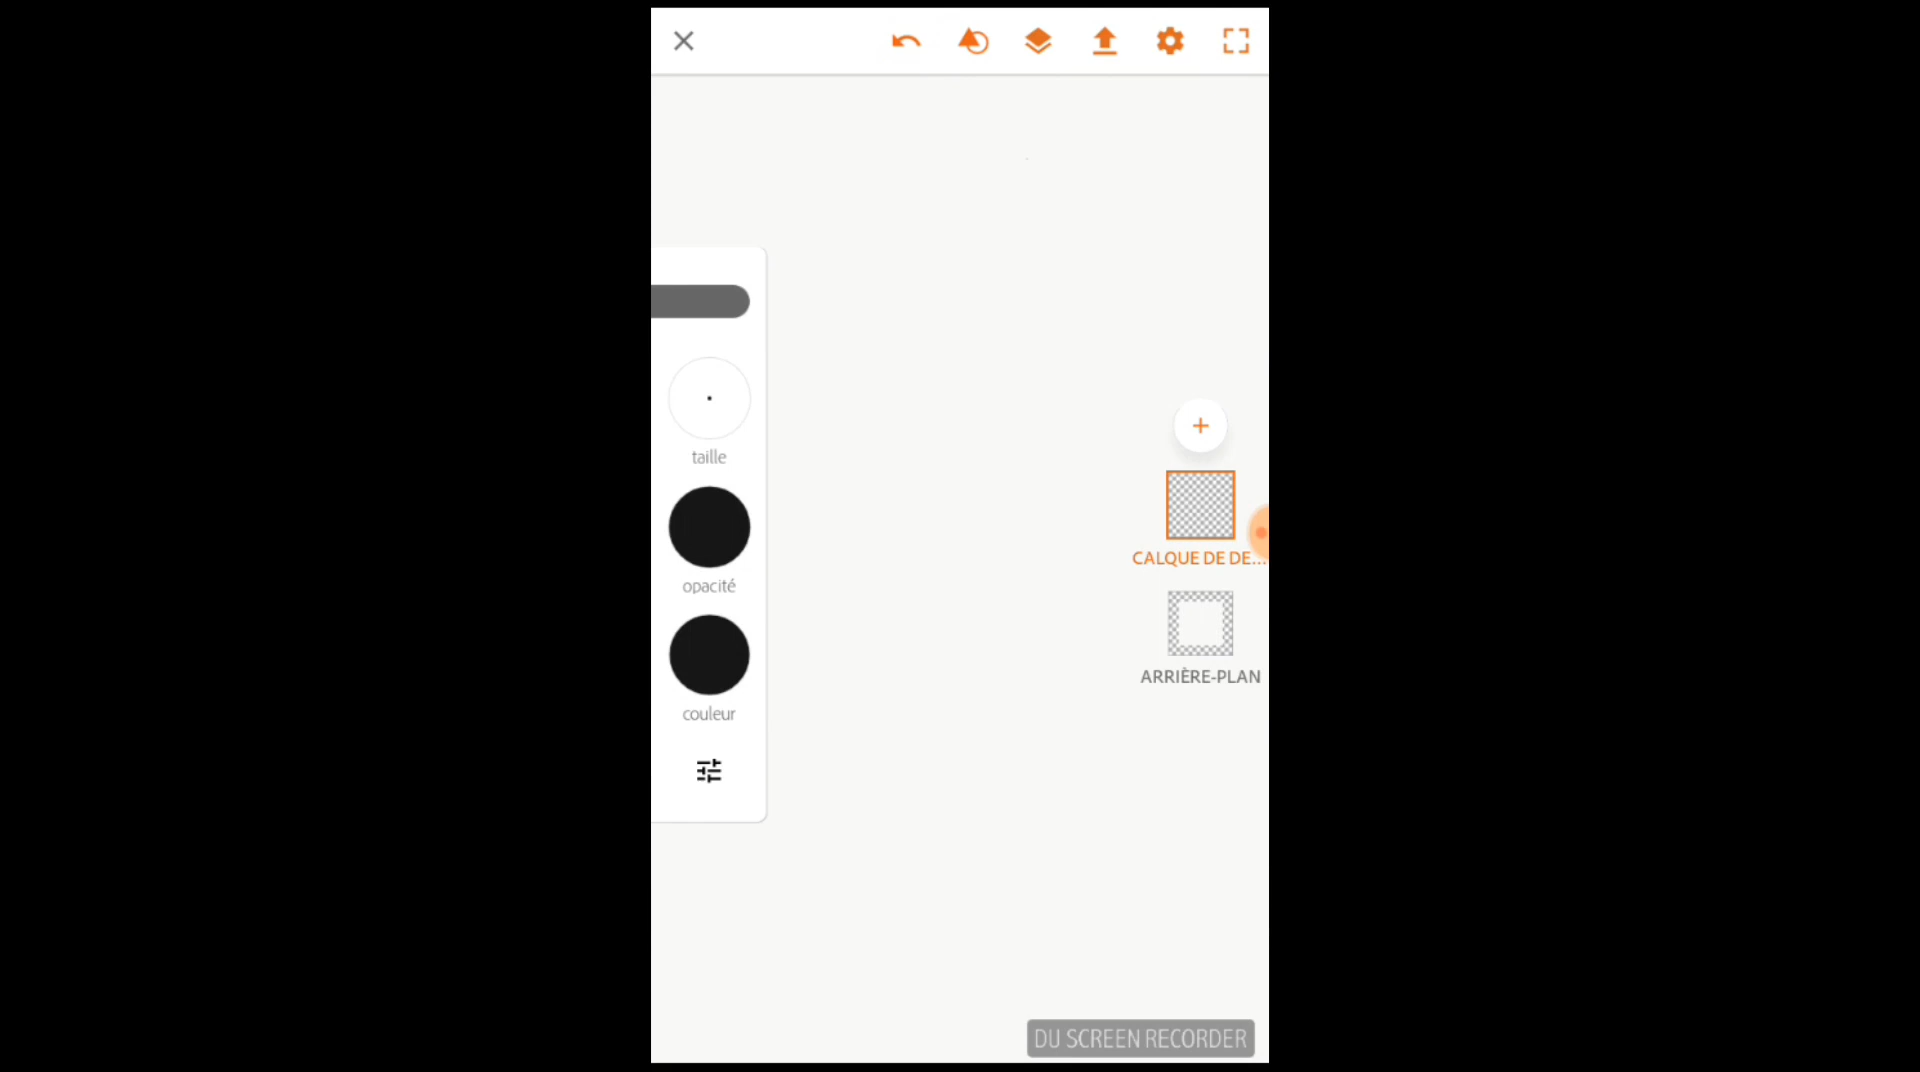 taille
opacité
couleur
CALQUE DE DE...
ARRIÈRE-PLAN
DU SCREEN RECORDER